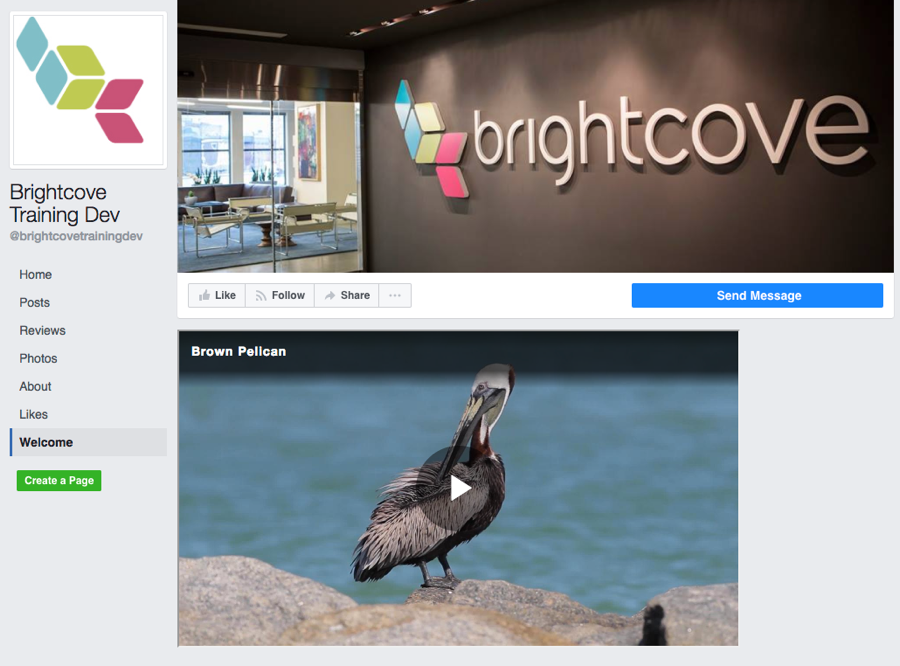 brightcove
Brightcove
Training Dev
@brightcovetrainingdev
Home
Posts
Reviews
Photos
About
Likes
Welcome
Create a Page
Like
Follow
Share
...
Send Message
Brown Pelican